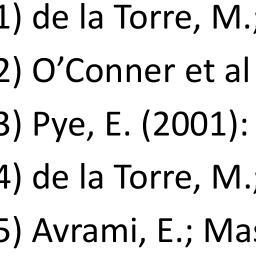 1) de la Torre, M.;
2) O’Conner et al
3) Pye, E. (2001):
4) de la Torre, M.;
5) Avrami, E.; Mas